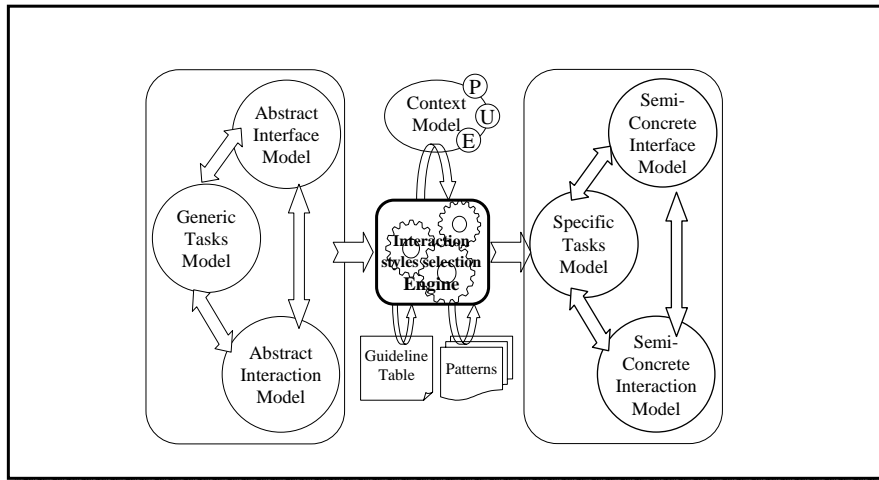 Abstract
Interface
Model
Generic
Tasks
Model
Abstract
Interaction
Model
Context
Model
P
U
E
Interaction
styles selection
Engine
Guideline
Table
Patterns
Semi-
Concrete
Interface
Model
Specific
Tasks
Model
Semi-
Concrete
Interaction
Model